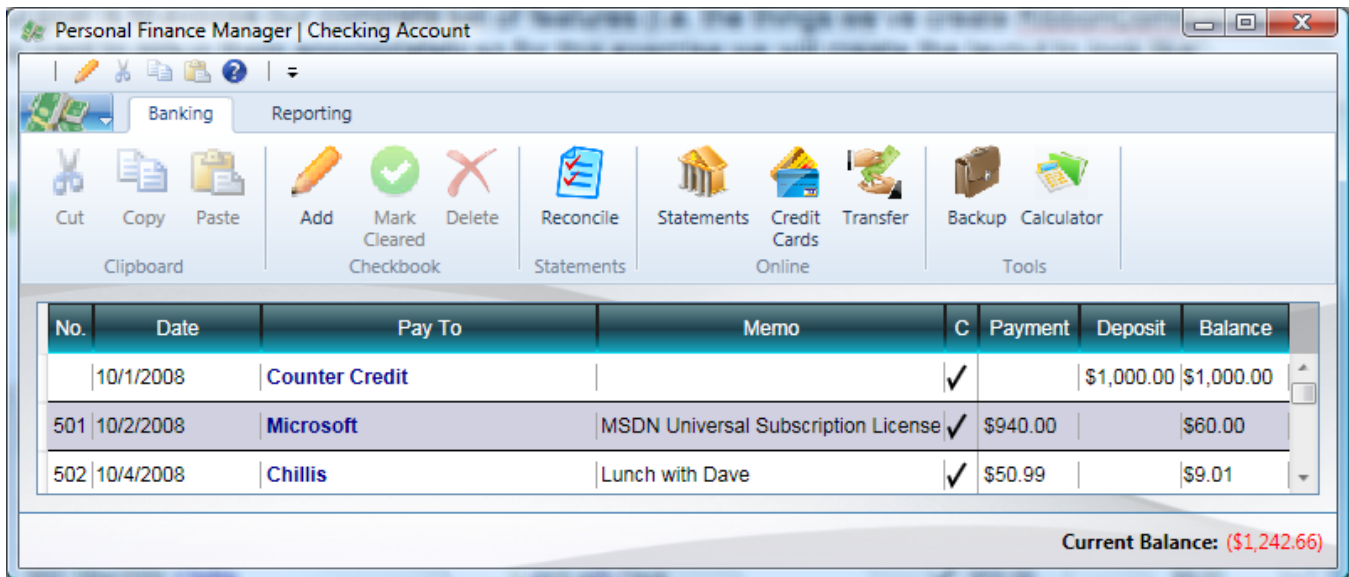 Personal Finance Manager | Checking Account
Banking Reporting
Cut Copy Paste Add Mark Cleared Delete Reconcile Statements Credit Cards Transfer Backup Calculator
Clipboard Checkbook Statements Online Tools
No. Date Pay To Memo C Payment Deposit Balance
10/1/2008 Counter Credit ✓ $1,000.00 $1,000.00
501 10/2/2008 Microsoft MSDN Universal Subscription License ✓ $940.00 $60.00
502 10/4/2008 Chillis Lunch with Dave ✓ $50.99 $9.01
Current Balance: ($1,242.66)